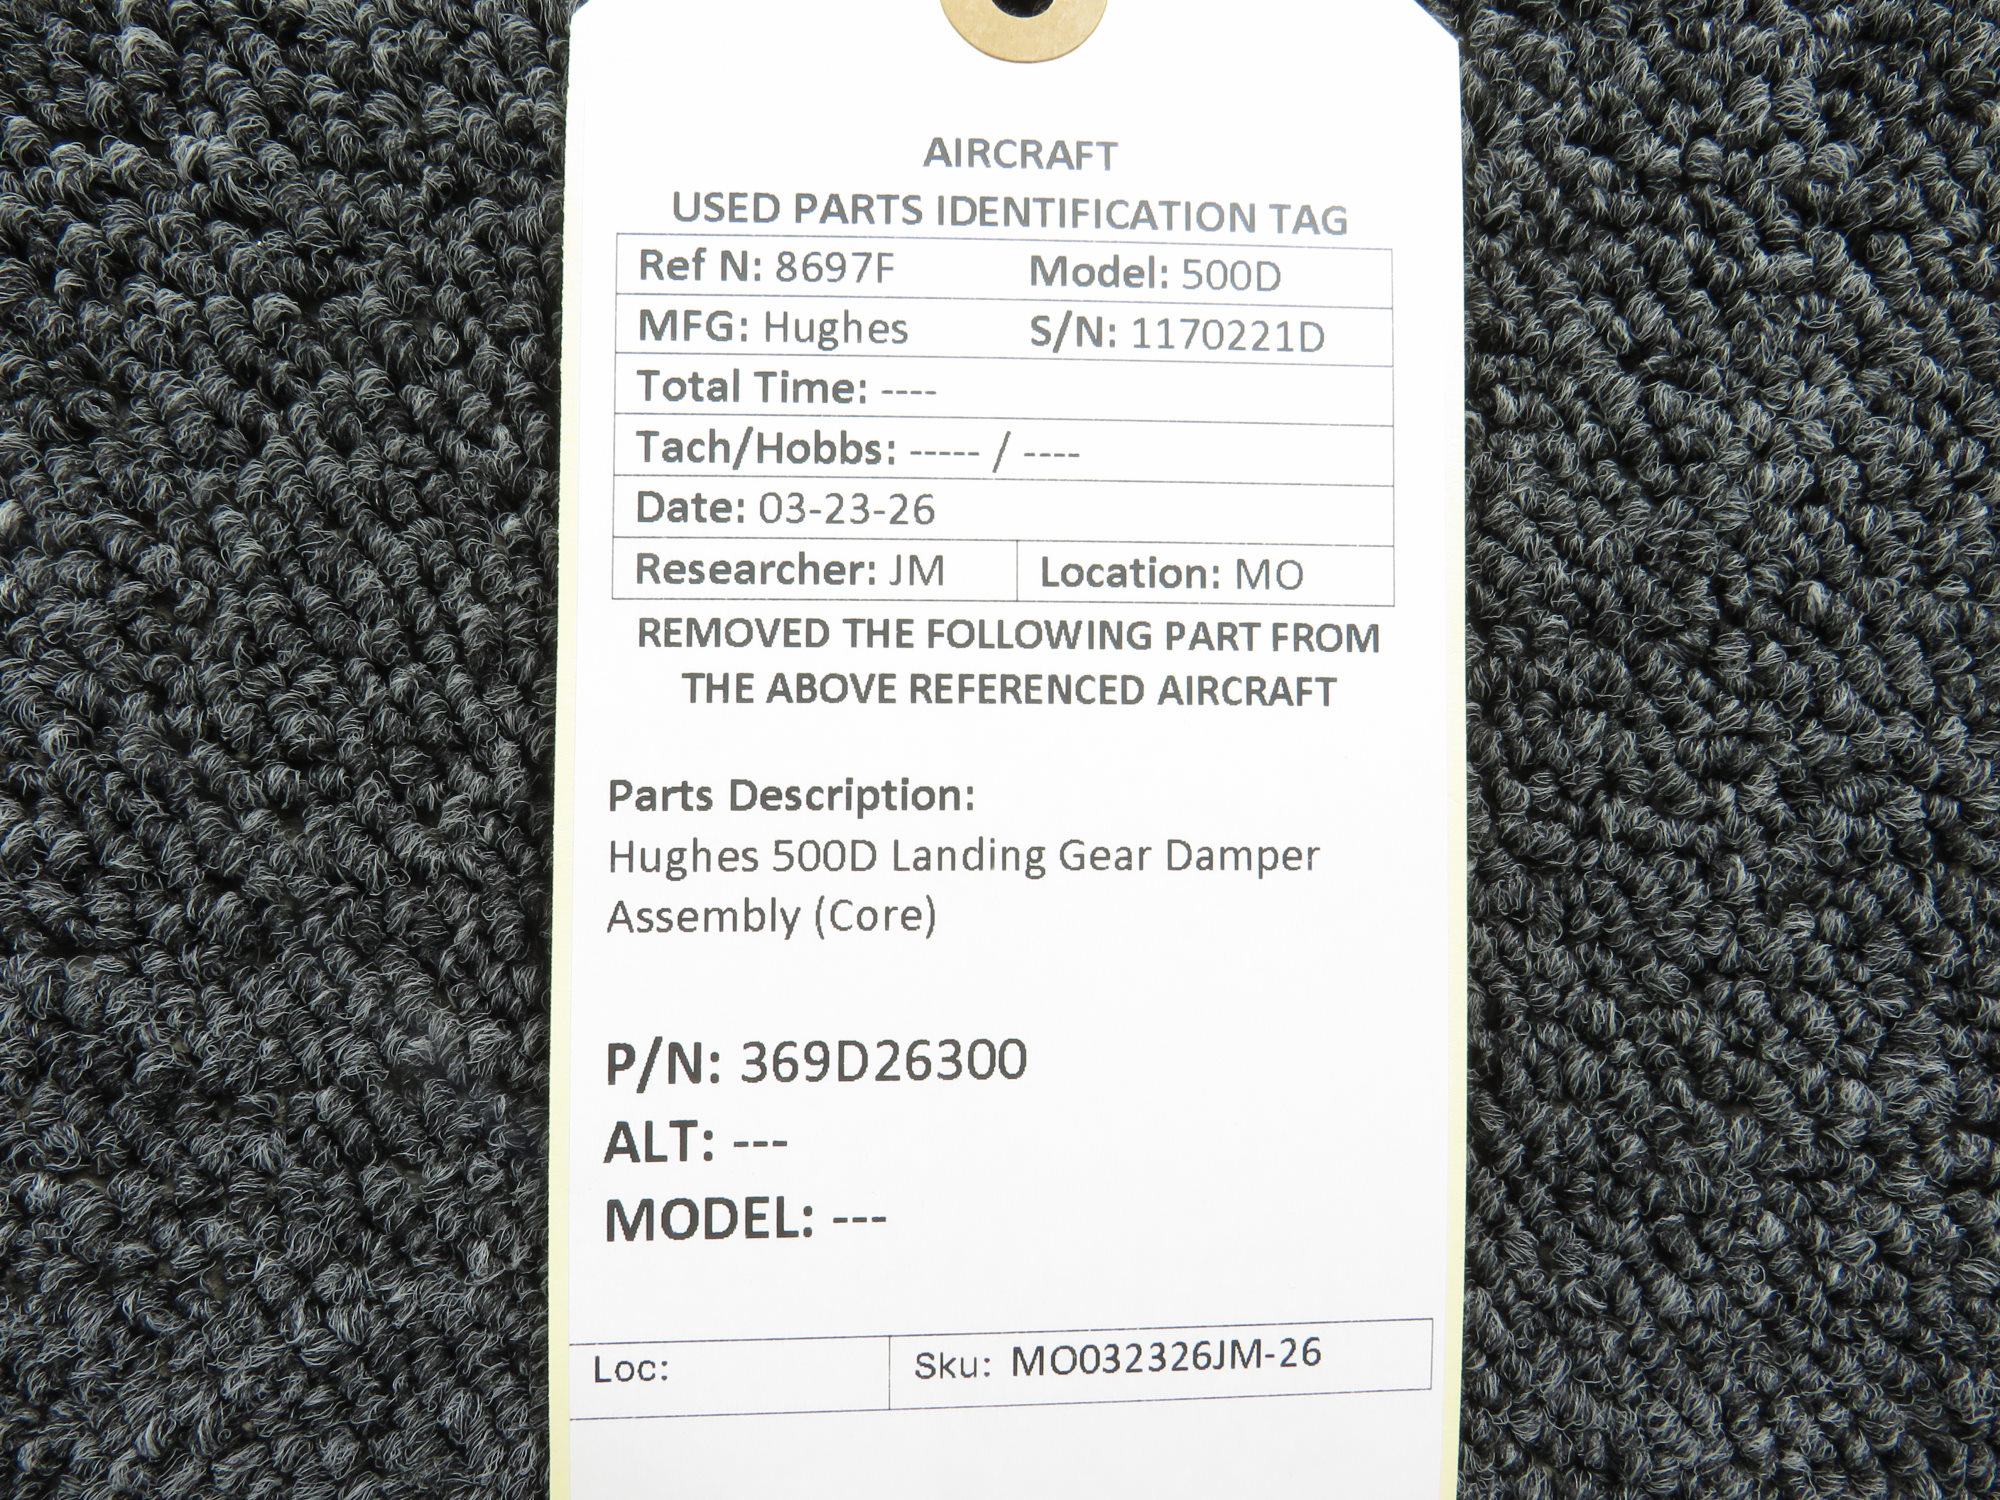 AIRCRAFT
USED PARTS IDENTIFICATION TAG
Ref N: 8697F Model: 500D
MFG: Hughes S/N: 1170221D
Total Time: ----
Tach/Hobbs: ----- / ----
Date: 03-23-26
Researcher: JM Location: MO
REMOVED THE FOLLOWING PART FROM
THE ABOVE REFERENCED AIRCRAFT
Parts Description:
Hughes 500D Landing Gear Damper
Assembly (Core)
P/N: 369D26300
ALT: ---
MODEL: ---
Loc: Sku: MO032326JM-26